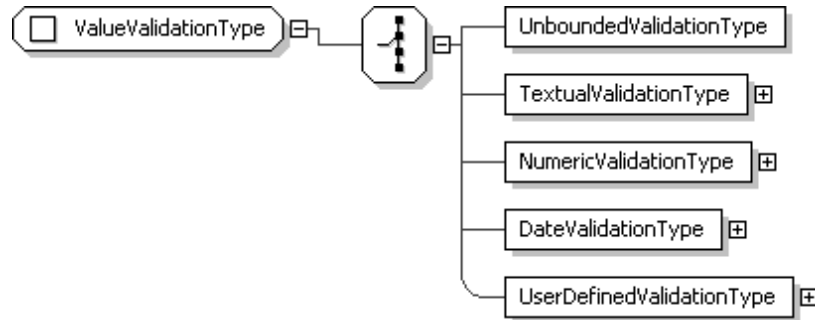 ValueValidationType
UnboundedValidationType
TextualValidationType
NumericValidationType
DateValidationType
UserDefinedValidationType